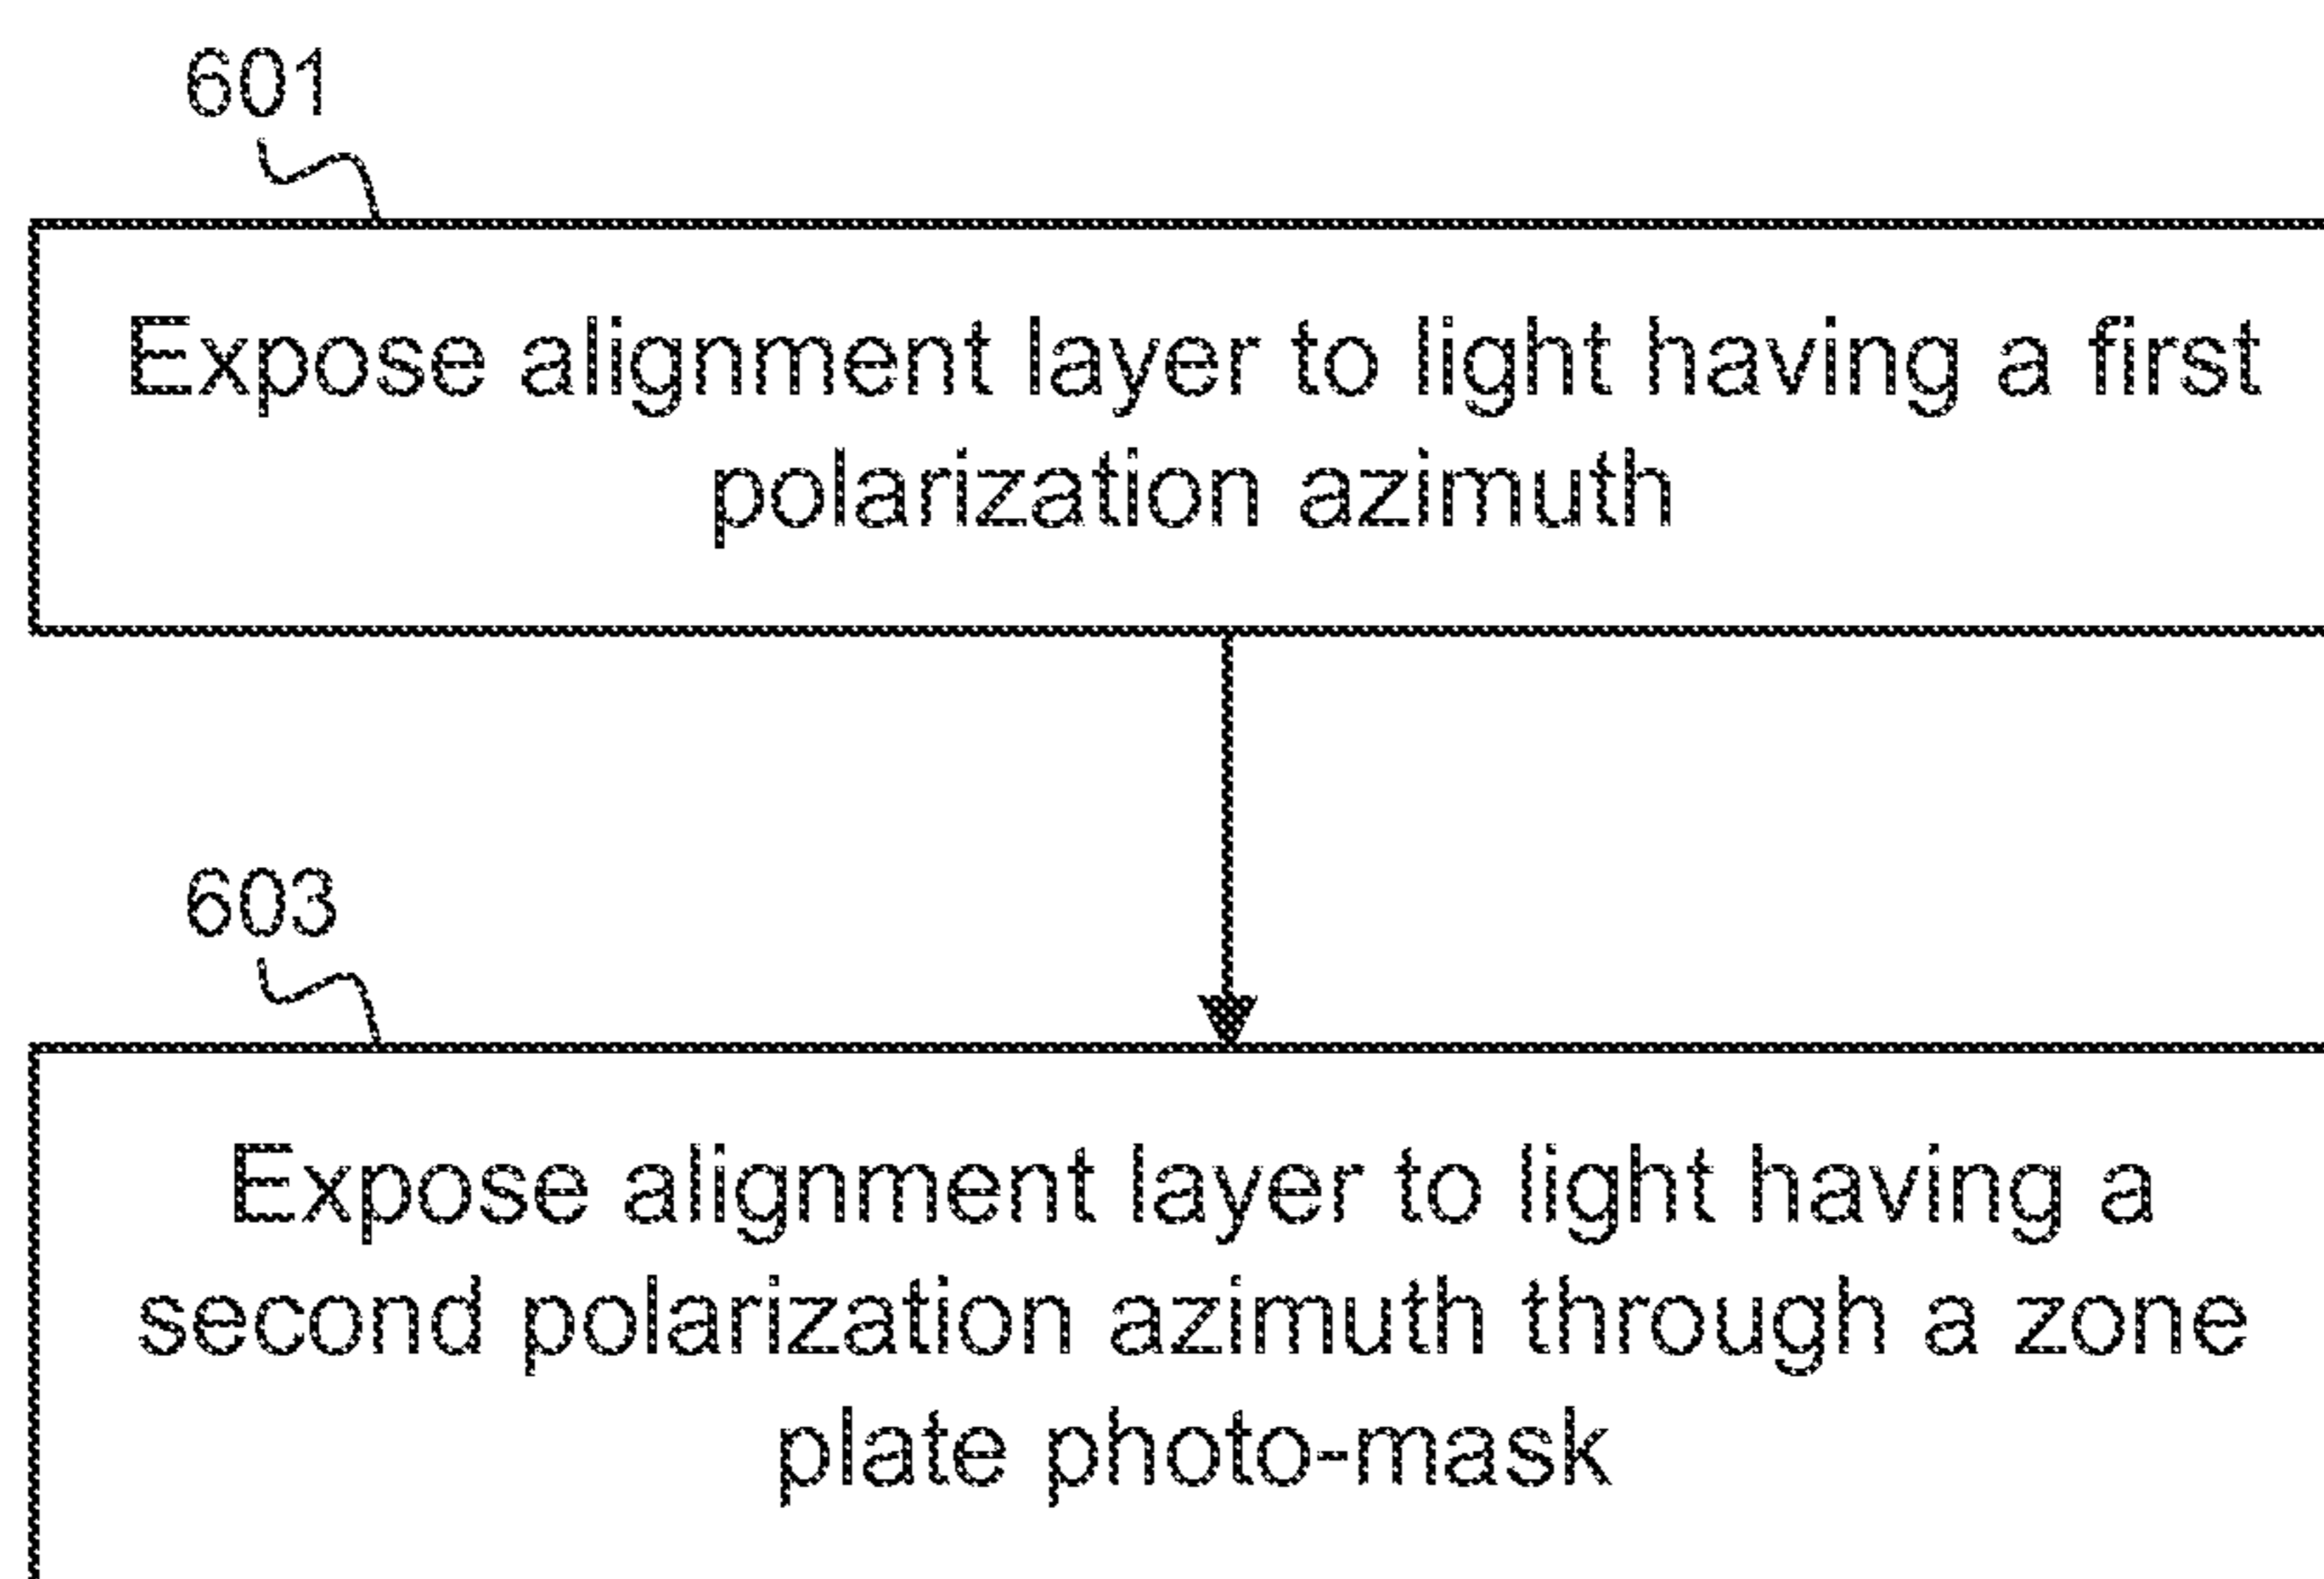 601
Expose alignment layer to light having a first
polarization azimuth
603
Expose alignment layer to light having a
second polarization azimuth through a zone
plate photo-mask